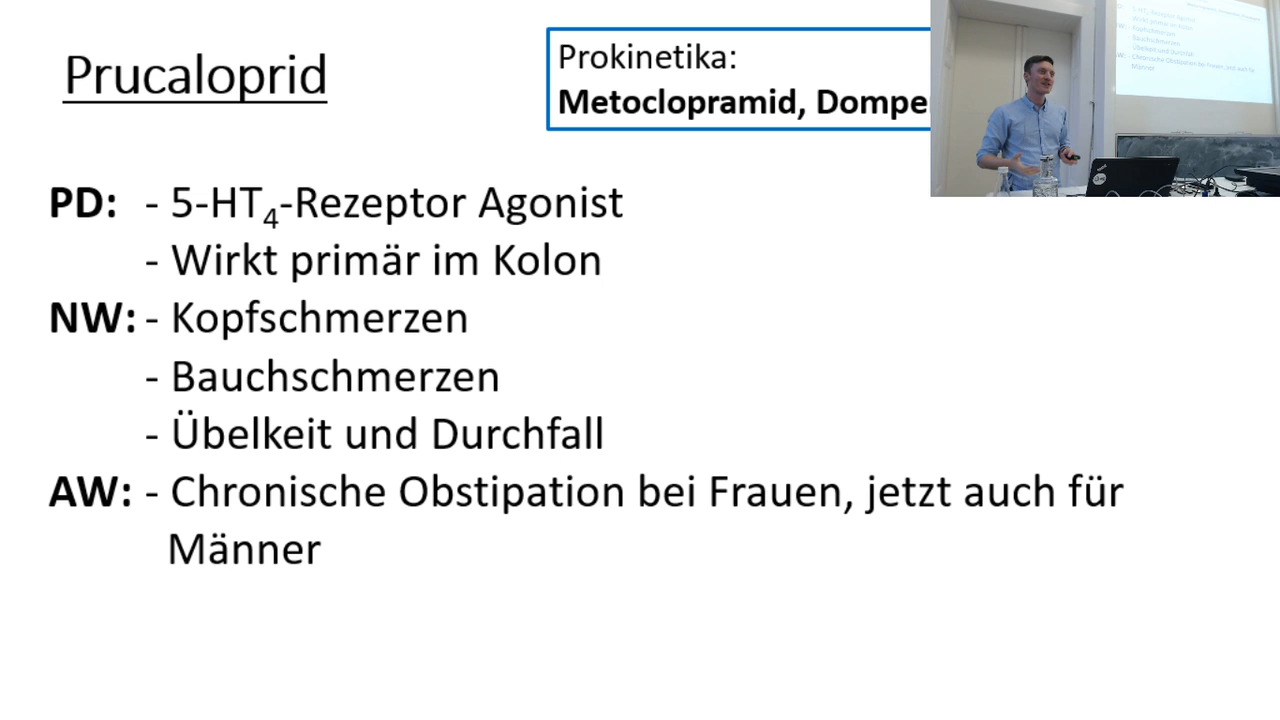 Prucaloprid
Prokinetika:
Metoclopramid,
PD: - 5-HT₄-Rezeptor Agonist
- Wirkt primär im Kolon
NW: - Kopfschmerzen
- Bauchschmerzen
- Übelkeit und Durchfall
AW: - Chronische Obstipation bei Frauen, jetzt auch für
Männer